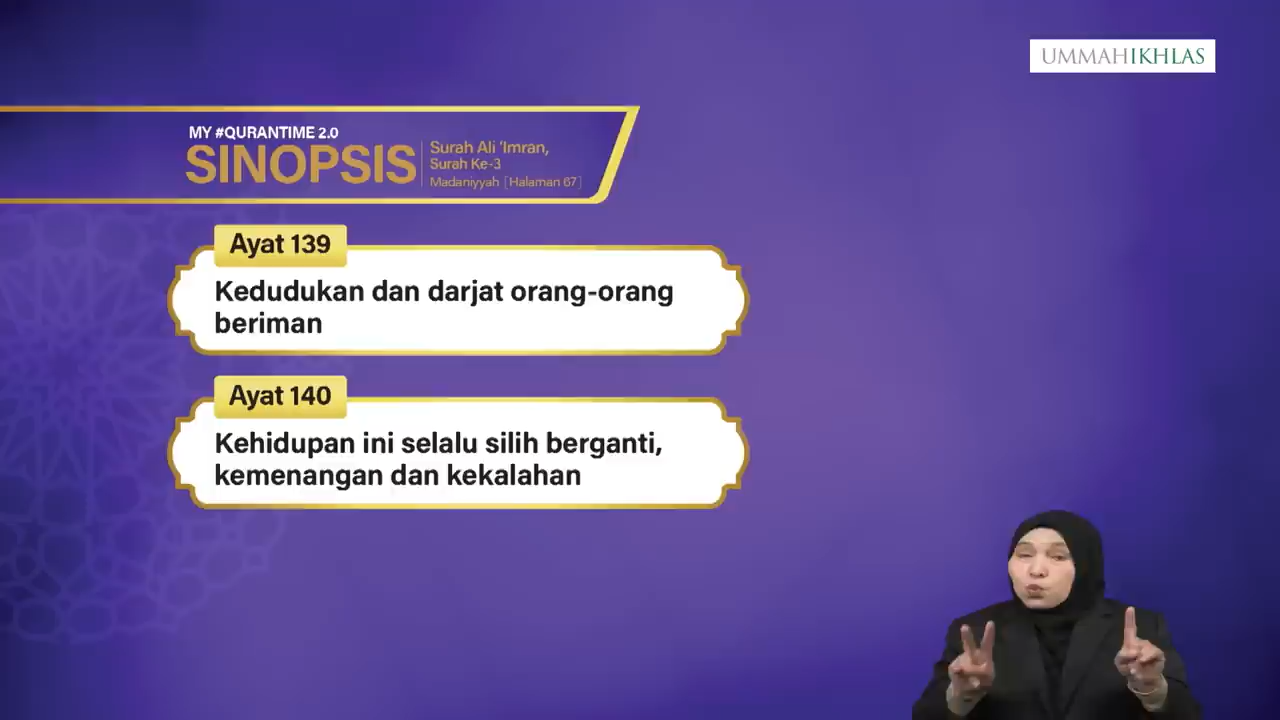 UMMAHIKHLAS
MY #QURANTIME 2.0
SINOPSIS
Surah Ali ‘Imran,
Surah Ke-3
Madaniyyah [Halaman 67]
Ayat 139
Kedudukan dan darjat orang-orang
beriman
Ayat 140
Kehidupan ini selalu silih berganti,
kemenangan dan kekalahan